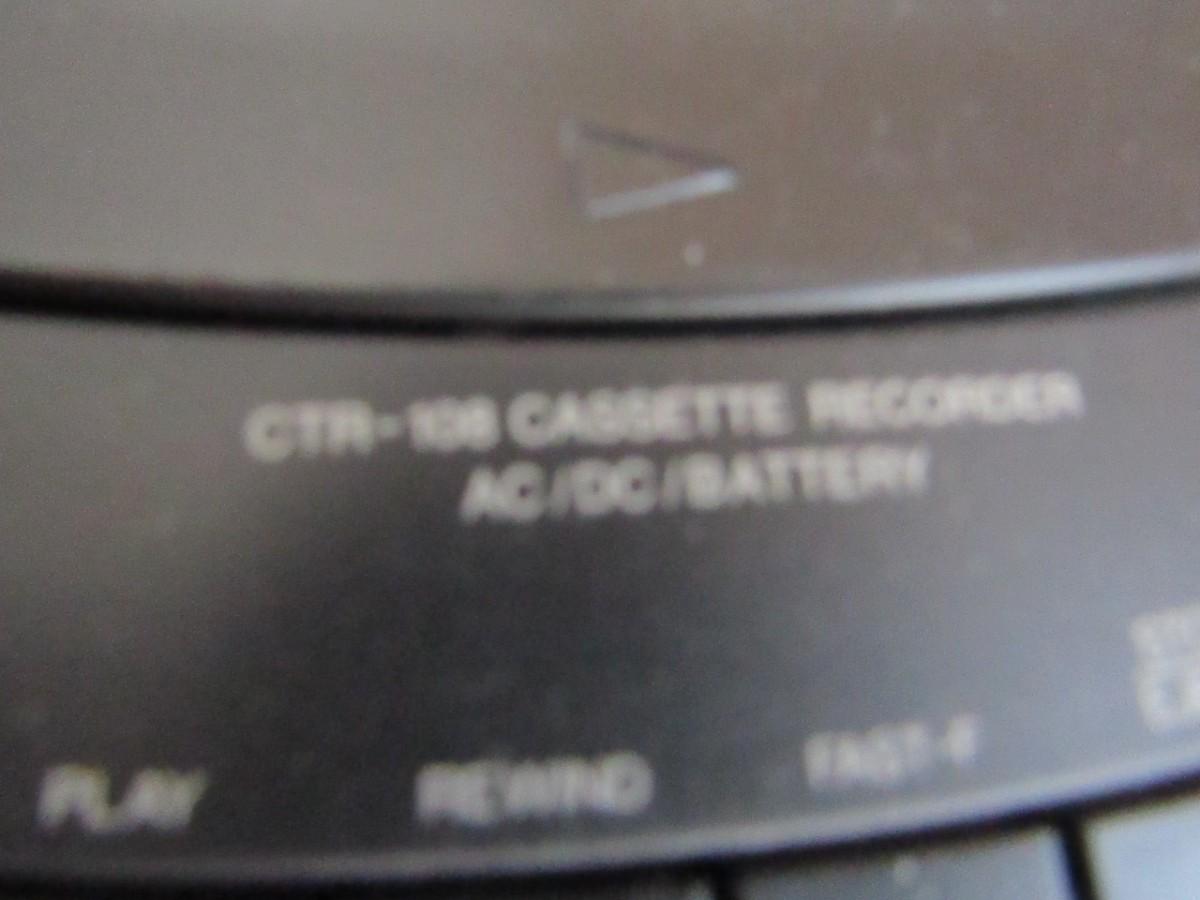 CTR-108 CASSETTE RECORDER
AC/DC/BATTERY
PLAY REWIND FAST-F